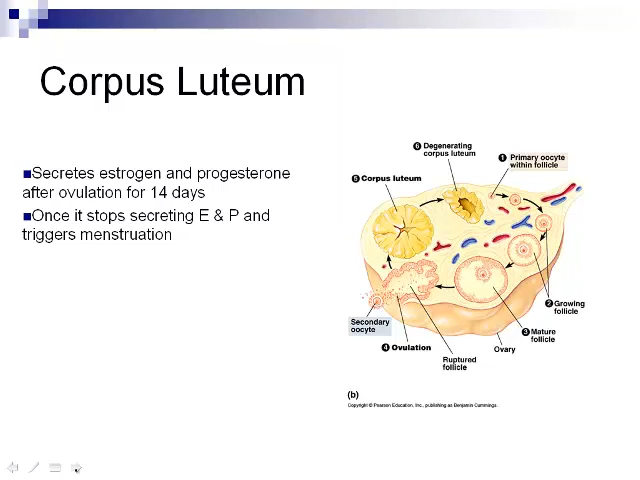 Corpus Luteum
■Secretes estrogen and progesterone
after ovulation for 14 days
■Once it stops secreting E & P and
triggers menstruation
6 Degenerating
corpus luteum
1 Primary oocyte
within follicle
5 Corpus luteum
2 Growing
follicle
Secondary
oocyte
3 Mature
follicle
4 Ovulation
Ovary
Ruptured
follicle
(b)
Copyright © Pearson Education, Inc., publishing as Benjamin Cummings.